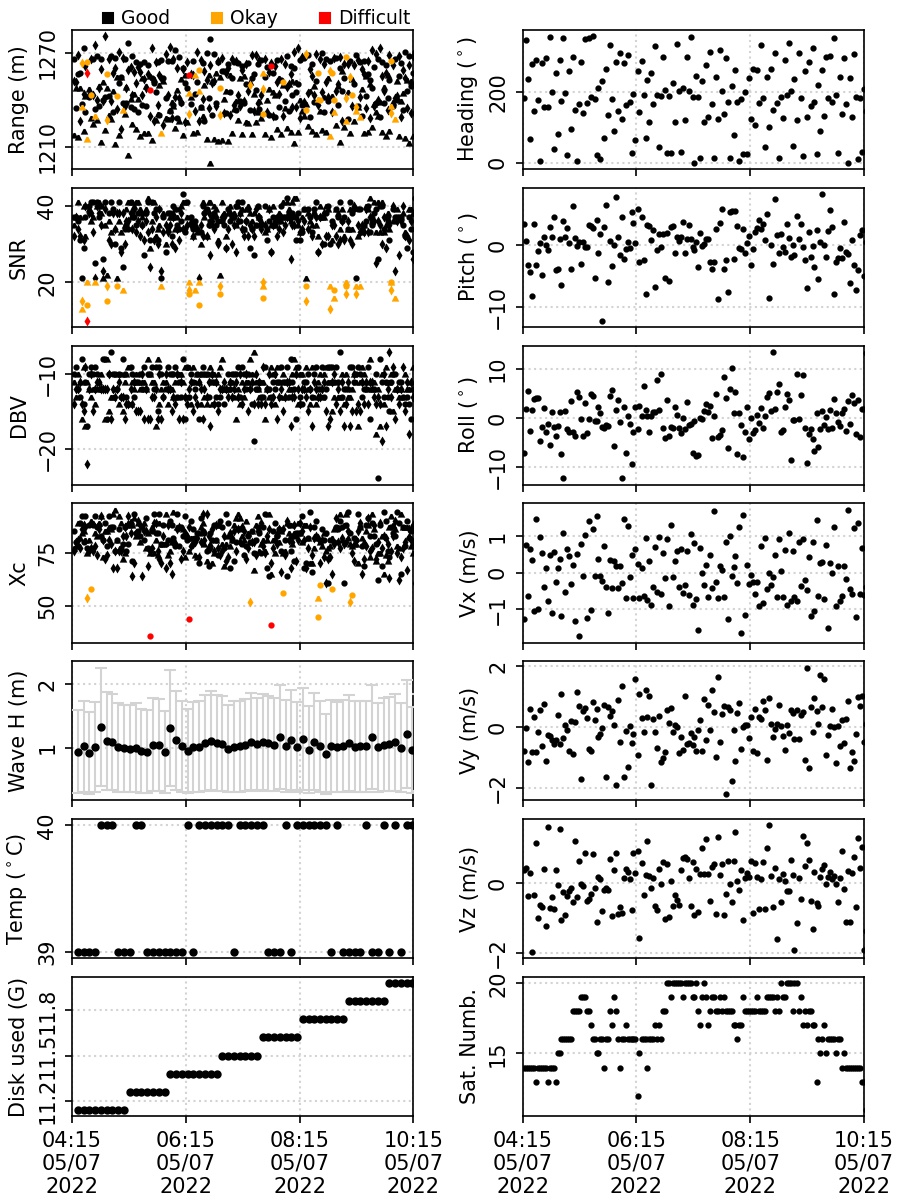 Good Okay Difficult
Range (m)
1270
1210
Heading (°)
200
0
SNR
40
20
Pitch (°)
0
−10
DBV
−10
−20
Roll (°)
10
0
−10
Xc
75
50
Vx (m/s)
1
0
−1
Wave H (m)
2
1
Vy (m/s)
2
0
−2
Temp (°C)
40
39
Vz (m/s)
0
−2
Disk used (G)
11.8
11.5
11.2
Sat. Numb.
20
15
04:15 06:15 08:15 10:15 04:15 06:15 08:15 10:15
05/07 05/07 05/07 05/07 05/07 05/07 05/07 05/07
2022 2022 2022 2022 2022 2022 2022 2022